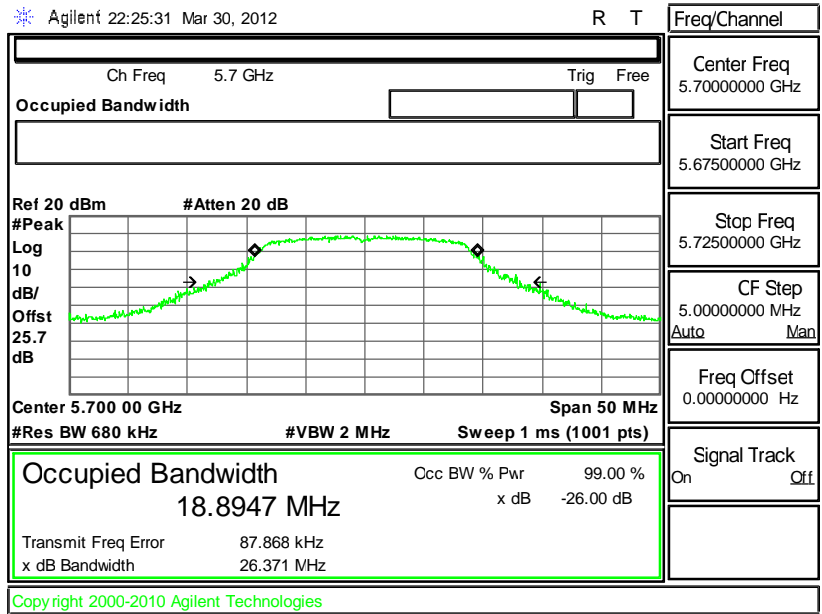 Agilent 22:25:31 Mar 30, 2012 R T
Freq/Channel
Ch Freq 5.7 GHz Trig Free
Occupied Bandwidth
Center Freq
5.70000000 GHz
Start Freq
5.67500000 GHz
Stop Freq
5.72500000 GHz
CF Step
5.00000000 MHz
Auto Man
Freq Offset
0.00000000 Hz
Signal Track
On Off
Ref 20 dBm #Atten 20 dB
#Peak
Log
10
dB/
Offst
25.7
dB
Center 5.700 00 GHz Span 50 MHz
#Res BW 680 kHz #VBW 2 MHz Sweep 1 ms (1001 pts)
Occupied Bandwidth
18.8947 MHz
Occ BW % Pwr 99.00 %
x dB -26.00 dB
Transmit Freq Error 87.868 kHz
x dB Bandwidth 26.371 MHz
Copyright 2000-2010 Agilent Technologies